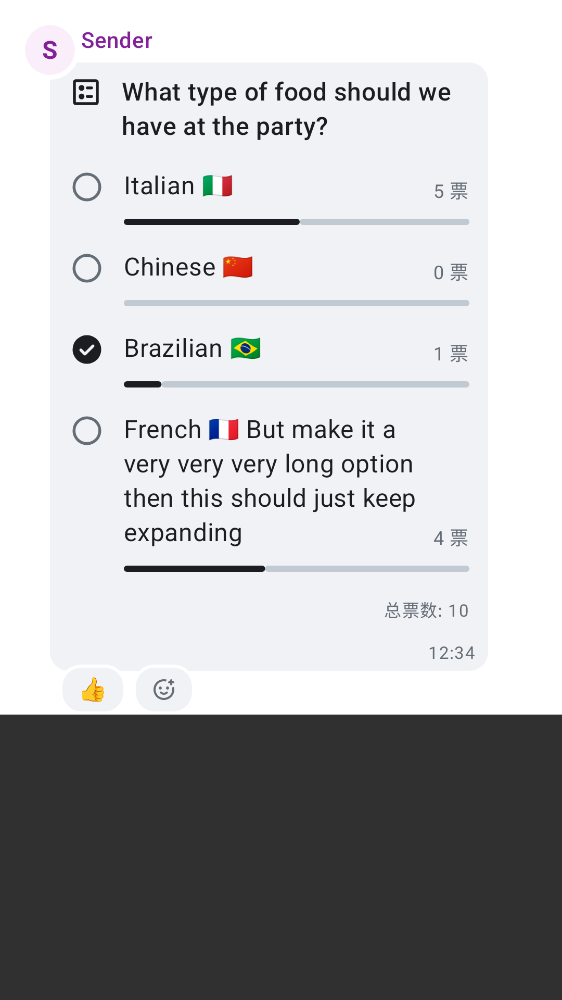 S
Sender
What type of food should we
have at the party?
Italian 🇮🇹
5 票
Chinese 🇨🇳
0 票
Brazilian 🇧🇷
1 票
French 🇫🇷 But make it a
very very very long option
then this should just keep
expanding
4 票
总票数: 10
12:34
👍